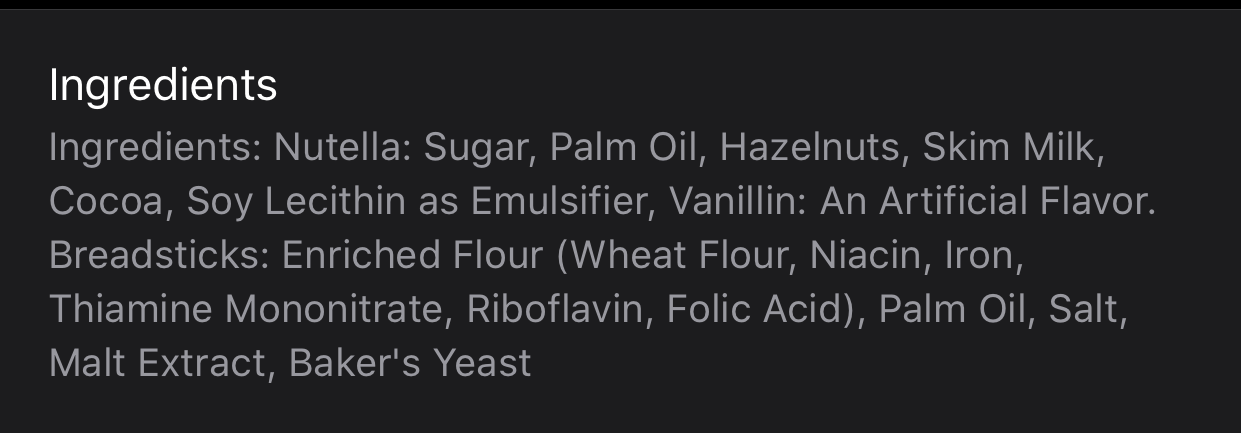 Ingredients
Ingredients: Nutella: Sugar, Palm Oil, Hazelnuts, Skim Milk,
Cocoa, Soy Lecithin as Emulsifier, Vanillin: An Artificial Flavor.
Breadsticks: Enriched Flour (Wheat Flour, Niacin, Iron,
Thiamine Mononitrate, Riboflavin, Folic Acid), Palm Oil, Salt,
Malt Extract, Baker's Yeast